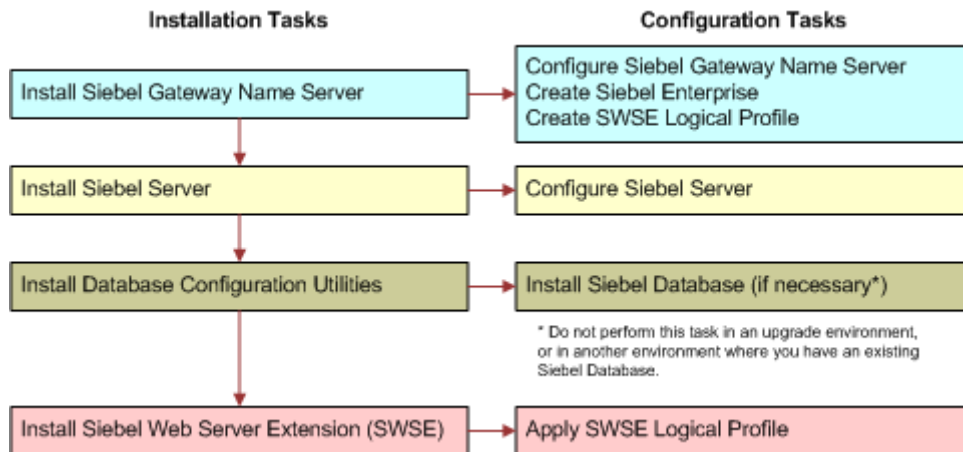 Installation Tasks
Configuration Tasks
Install Siebel Gateway Name Server
Configure Siebel Gateway Name Server
Create Siebel Enterprise
Create SWSE Logical Profile
Install Siebel Server
Configure Siebel Server
Install Database Configuration Utilities
Install Siebel Database (if necessary*)
* Do not perform this task in an upgrade environment,
or in another environment where you have an existing
Siebel Database.
Install Siebel Web Server Extension (SWSE)
Apply SWSE Logical Profile